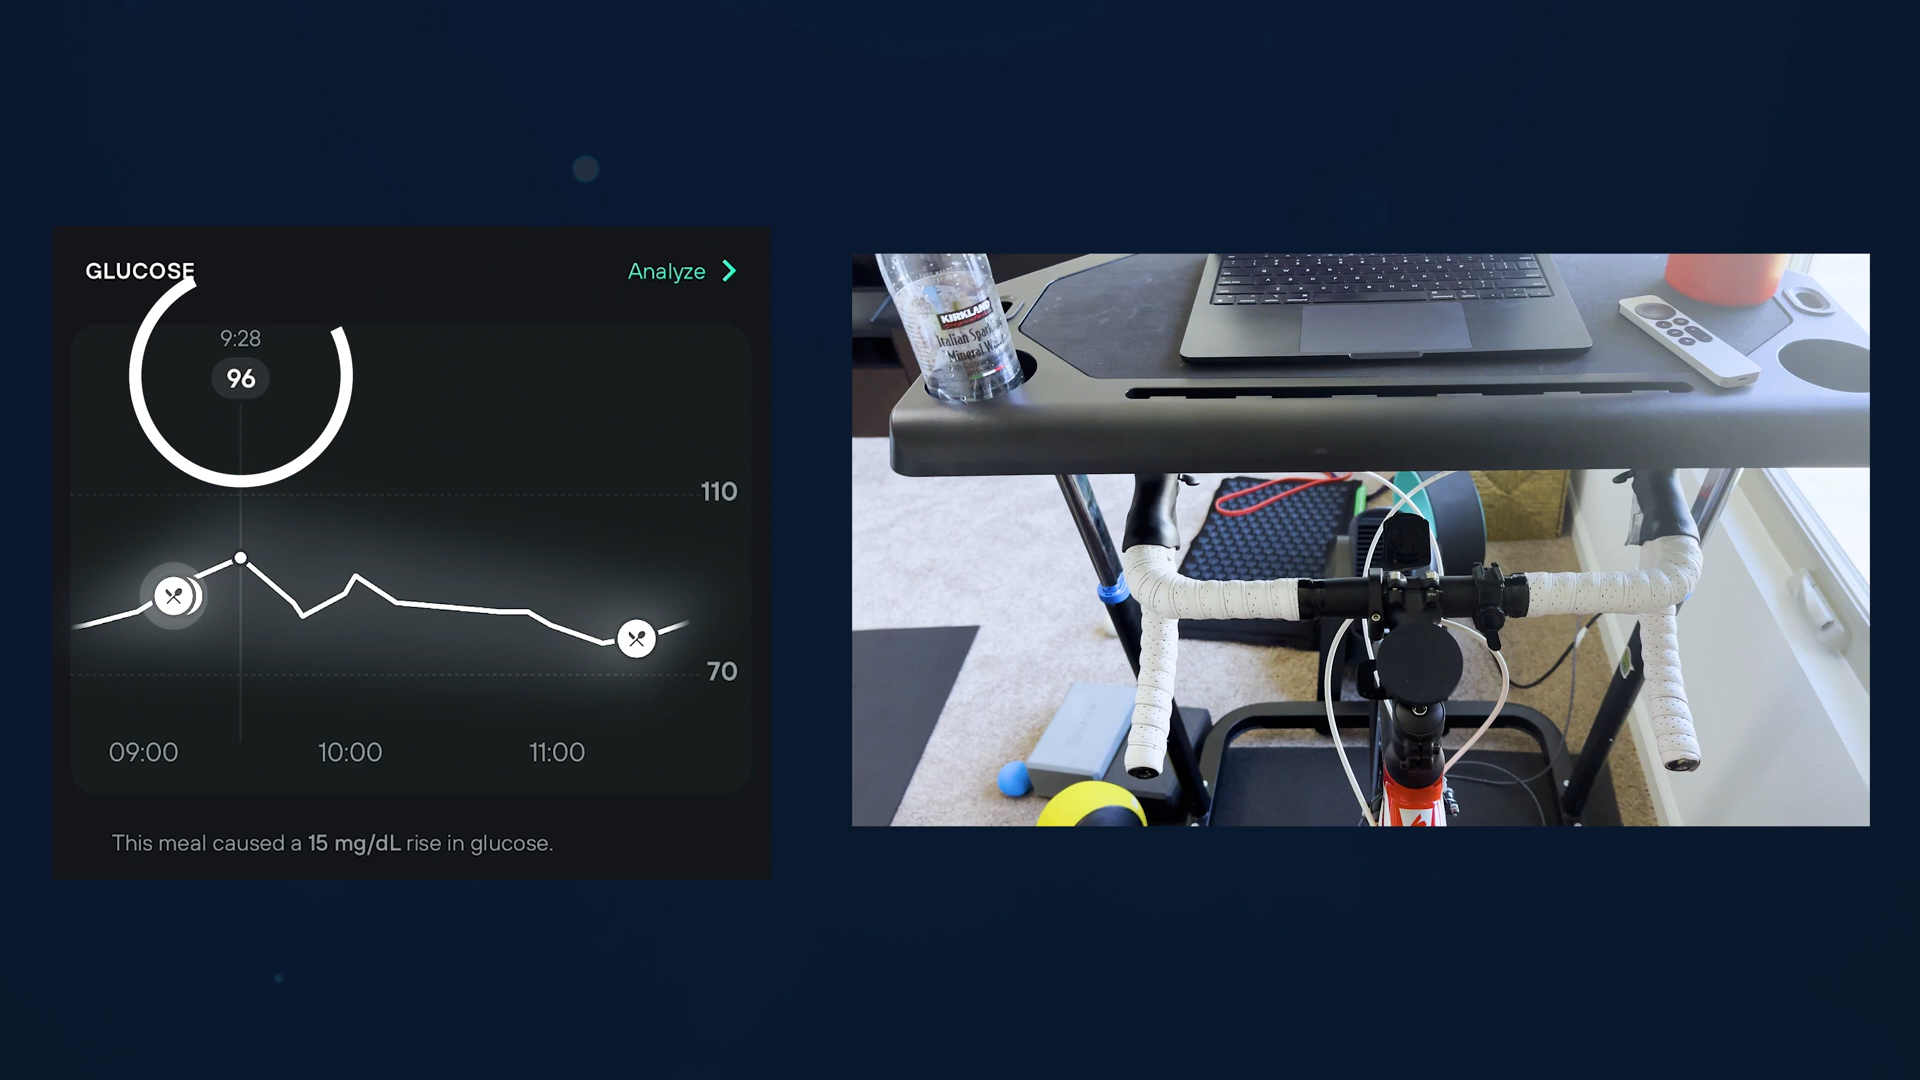 GLUCOSE
Analyze
9:28
96
110
70
09:00
10:00
11:00
This meal caused a 15 mg/dL rise in glucose.
KIRKLAND
Italian Spark
Mineral Wa